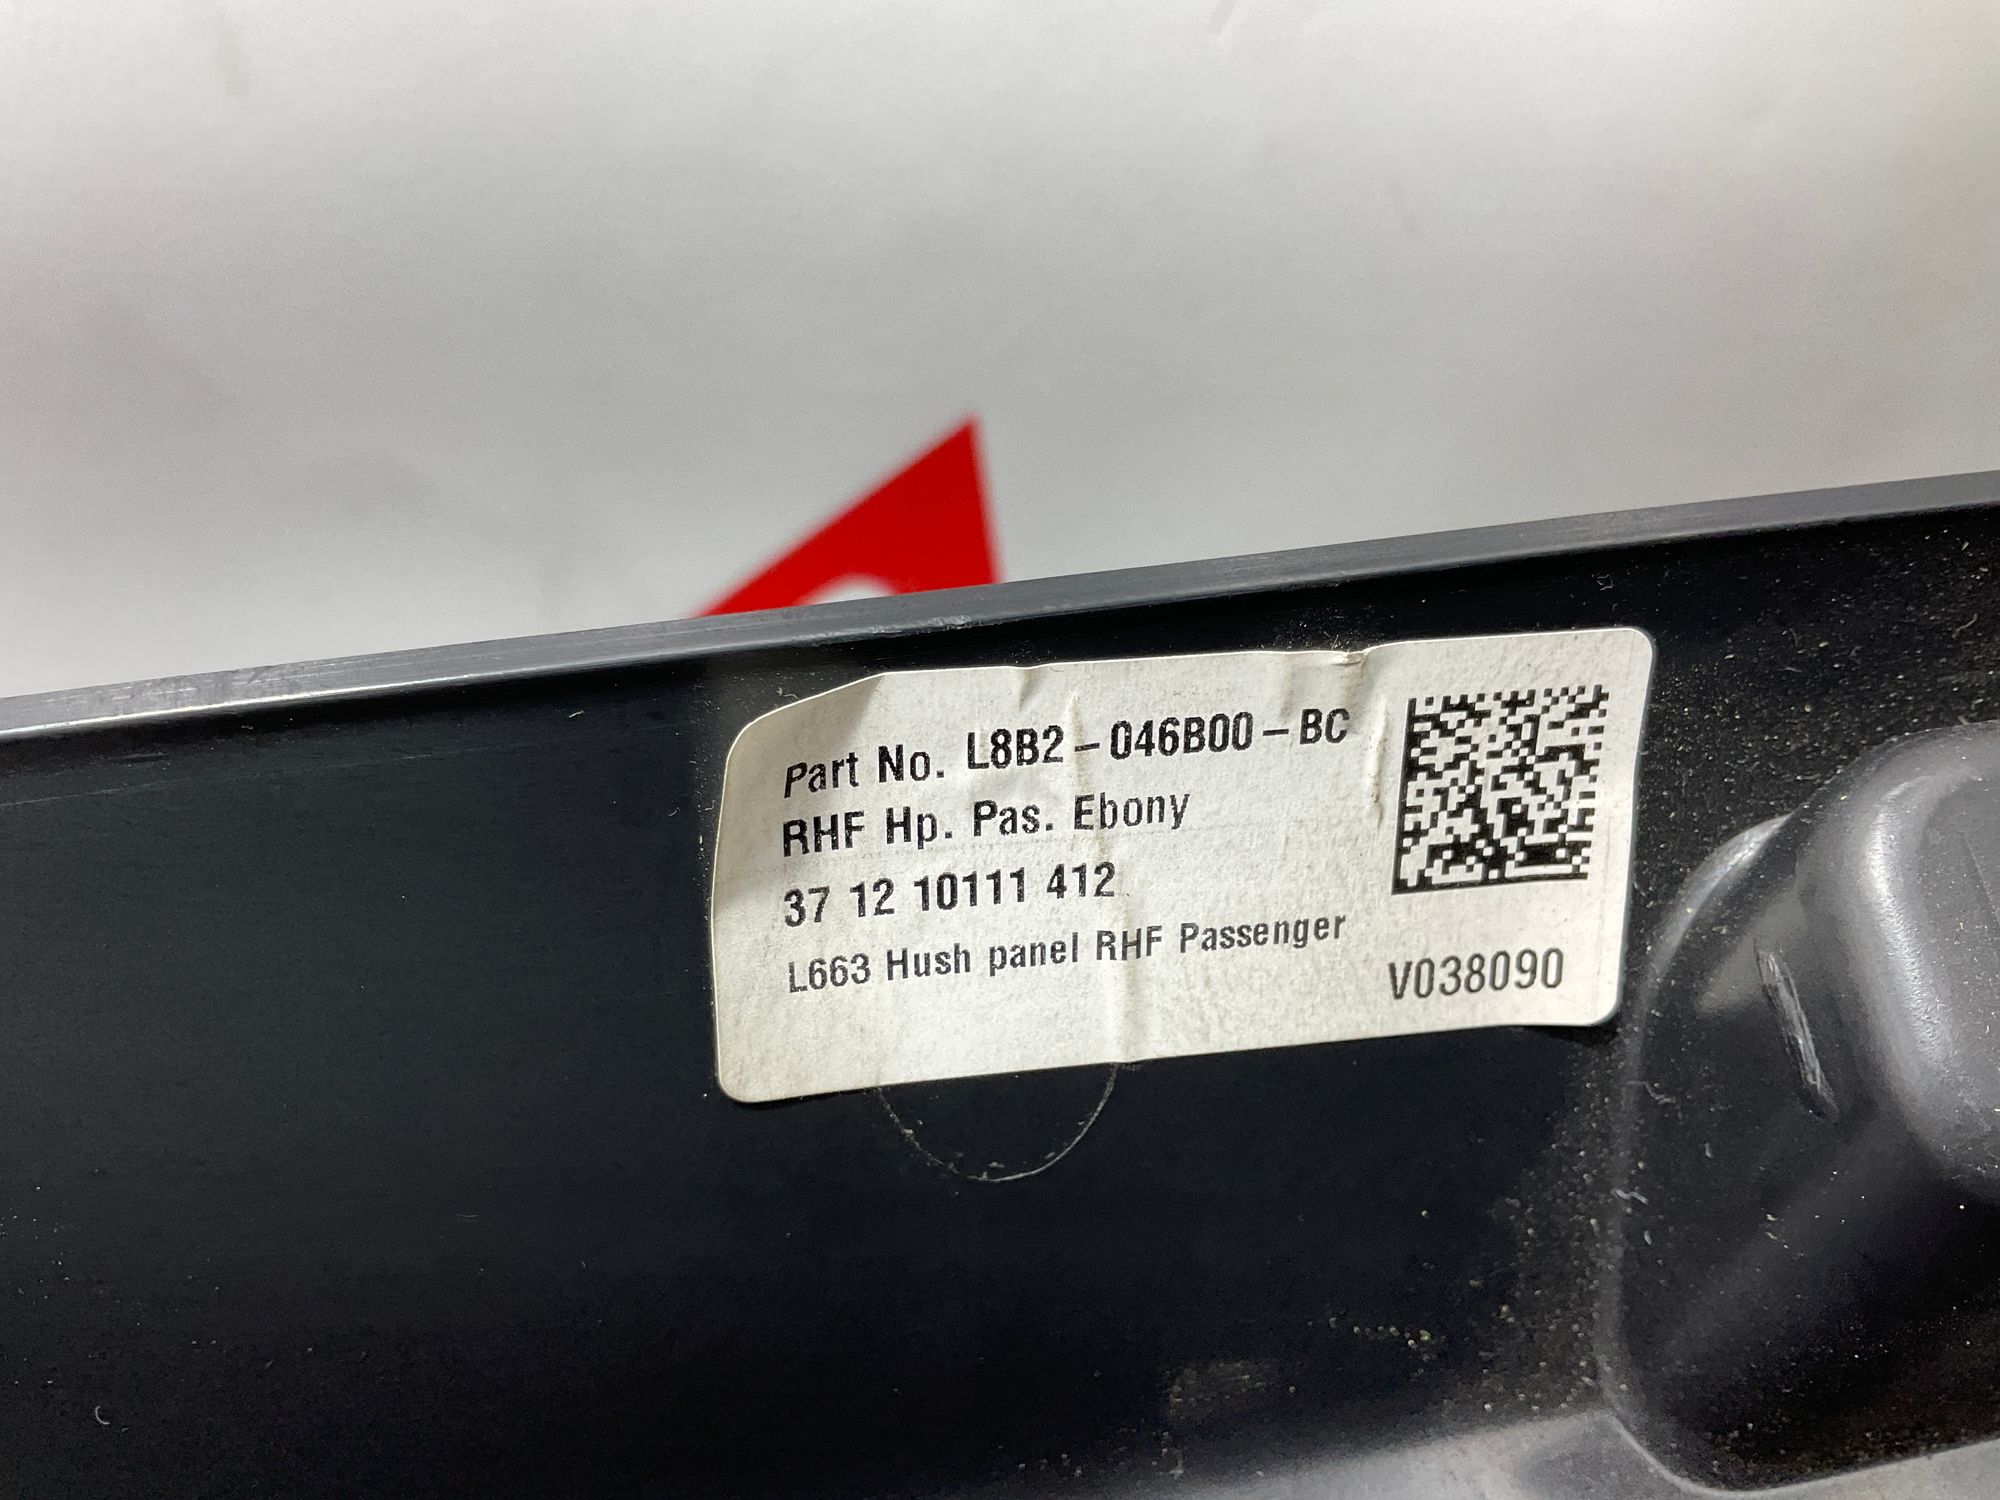 Part No. L8B2-046B00-BC
RHF Hp. Pas. Ebony
37 12 10111 412
L663 Hush panel RHF Passenger
V038090